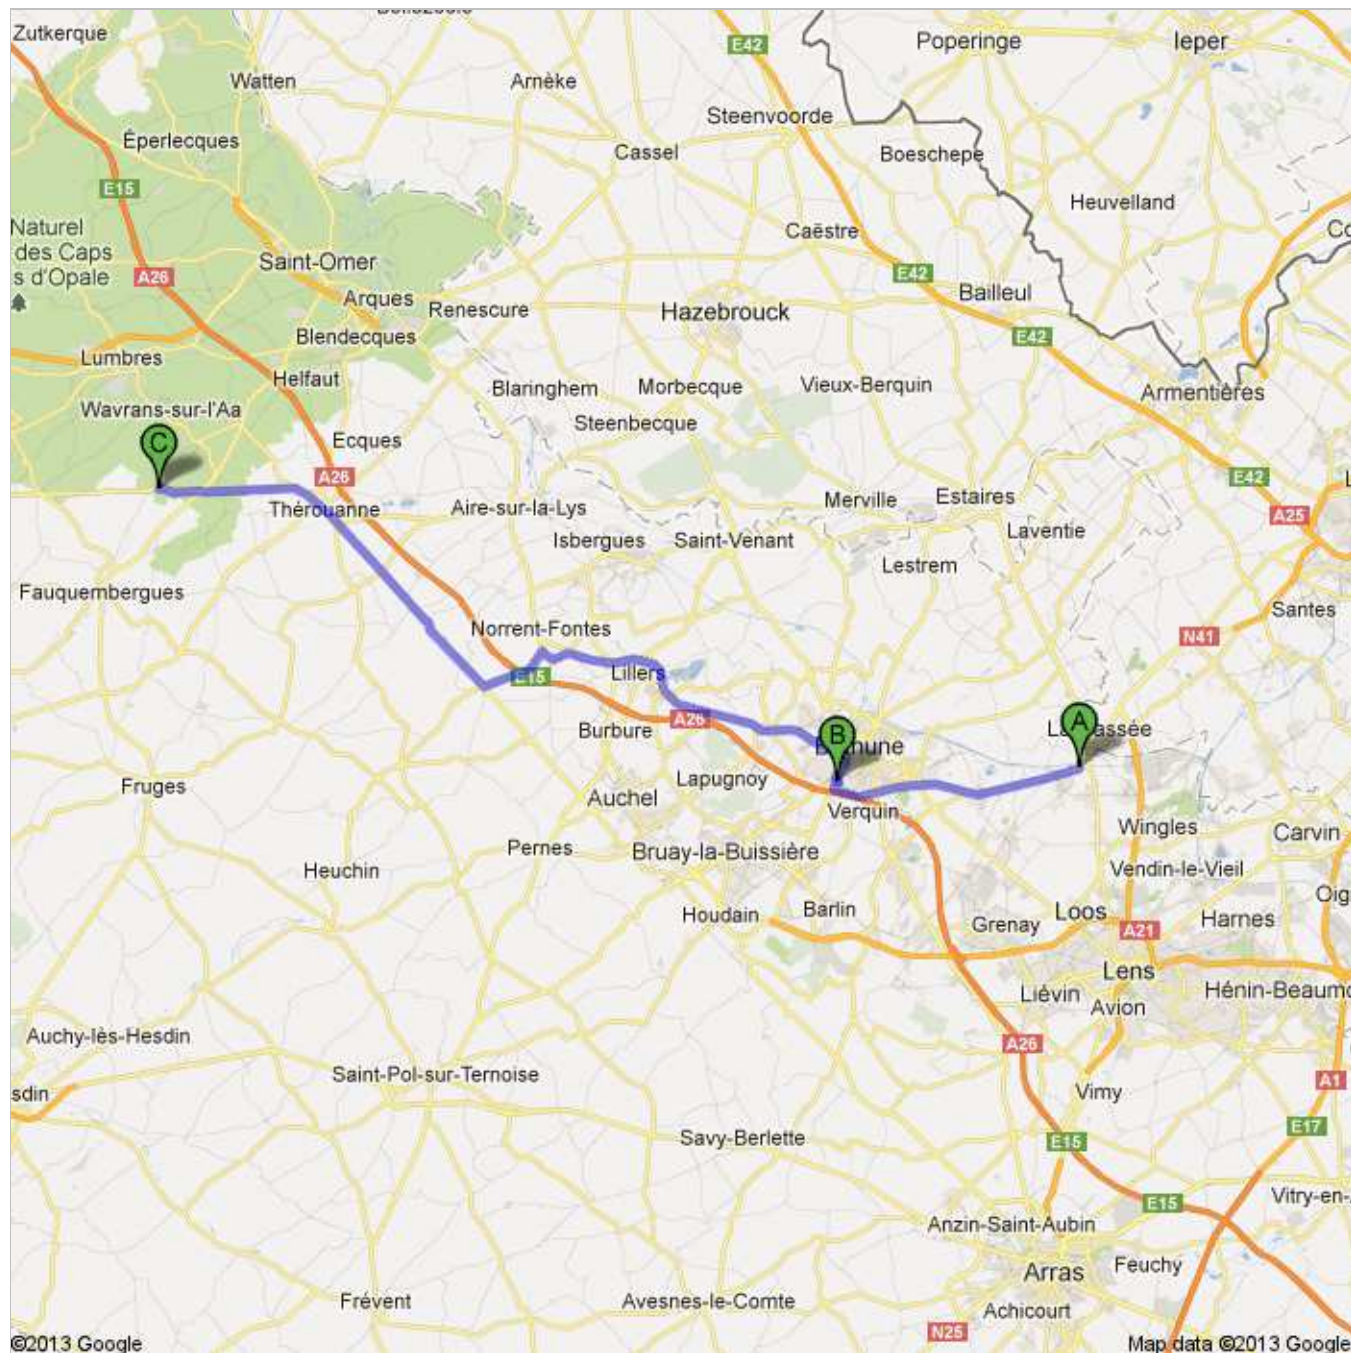 Zutkerque
E42
Poperinge
Ieper
Watten
Arnèke
Steenvoorde
Éperlecques
Cassel
Boeschepe
E15
Heuvelland
Naturel
des Caps
s d'Opale
Caëstre
Co
Saint-Omer
A26
E42
Arques
Renescure
Bailleul
Hazebrouck
Blendecques
E42
Lumbres
Helfaut
Blaringhem
Morbecque
Vieux-Berquin
Armentières
Wavrans-sur-l'Aa
Steenbecque
C
Ecques
A26
E42
Thérouanne
Aire-sur-la-Lys
Merville
Estaires
A25
Isbergues
Saint-Venant
Laventie
Lestrem
Fauquembergues
Santes
Norrent-Fontes
N41
E15
Lillers
A26
Burbure
B
A
Fruges
Lapugnoy
Auchel
Verquin
Wingles
Carvin
Pernes
Bruay-la-Buissière
Heuchin
Vendin-le-Vieil
Oig
Houdain
Barlin
Grenay
Loos
Harnes
A21
Lens
Liévin
Avion
Hénin-Beaumo
Auchy-lès-Hesdin
A26
Saint-Pol-sur-Ternoise
A1
sdin
Vimy
Savy-Berlette
E15
E17
E15
Vitry-en-
Anzin-Saint-Aubin
Feuchy
Arras
Frévent
Avesnes-le-Comte
Achicourt
N25
©2013 Google
Map data ©2013 Google